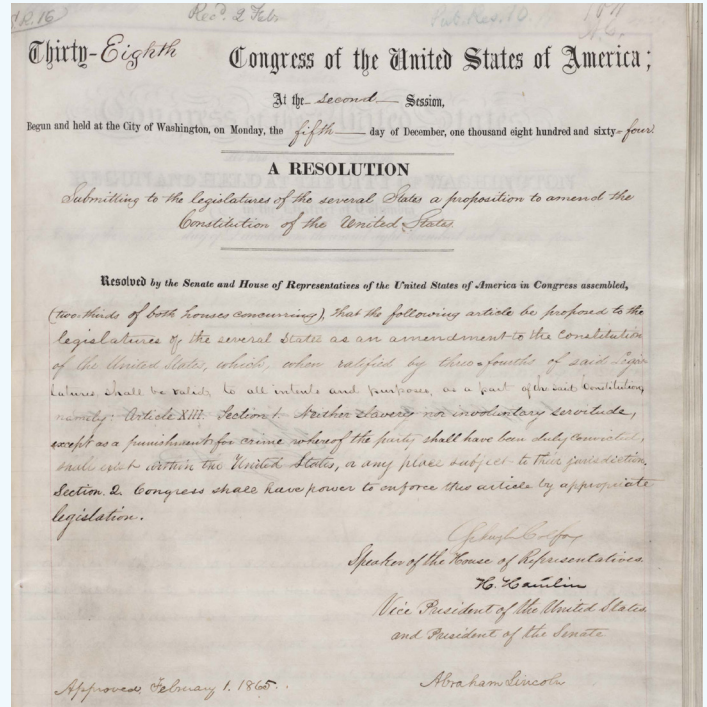 S.R. 16
Recd. 2 Febr
Pub. Res. 10
Thirty-Eighth Congress of the United States of America;
At the second Session,
Begun and held at the City of Washington, on Monday, the fifth day of December, one thousand eight hundred and sixty-four
A RESOLUTION
Submitting to the legislatures of the several States a proposition to amend the
Constitution of the United States.
Resolved by the Senate and House of Representatives of the United States of America in Congress assembled,
(two-thirds of both houses concurring), that the following article be proposed to the
legislatures of the several States as an amendment to the Constitution
of the United States, which, when ratified by three-fourths of said Legis-
latures shall be valid, to all intents and purposes, as a part of the said Constitution,
namely: Article XIII. Section 1. Neither slavery nor involuntary servitude,
except as a punishment for crime whereof the party shall have been duly convicted,
shall exist within the United States, or any place subject to their jurisdiction.
Section 2. Congress shall have power to enforce this article by appropriate
legislation.
Schuyler Colfax
Speaker of the House of Representatives.
H. Hamlin
Vice President of the United States
and President of the Senate
Approved, February 1. 1865.
Abraham Lincoln